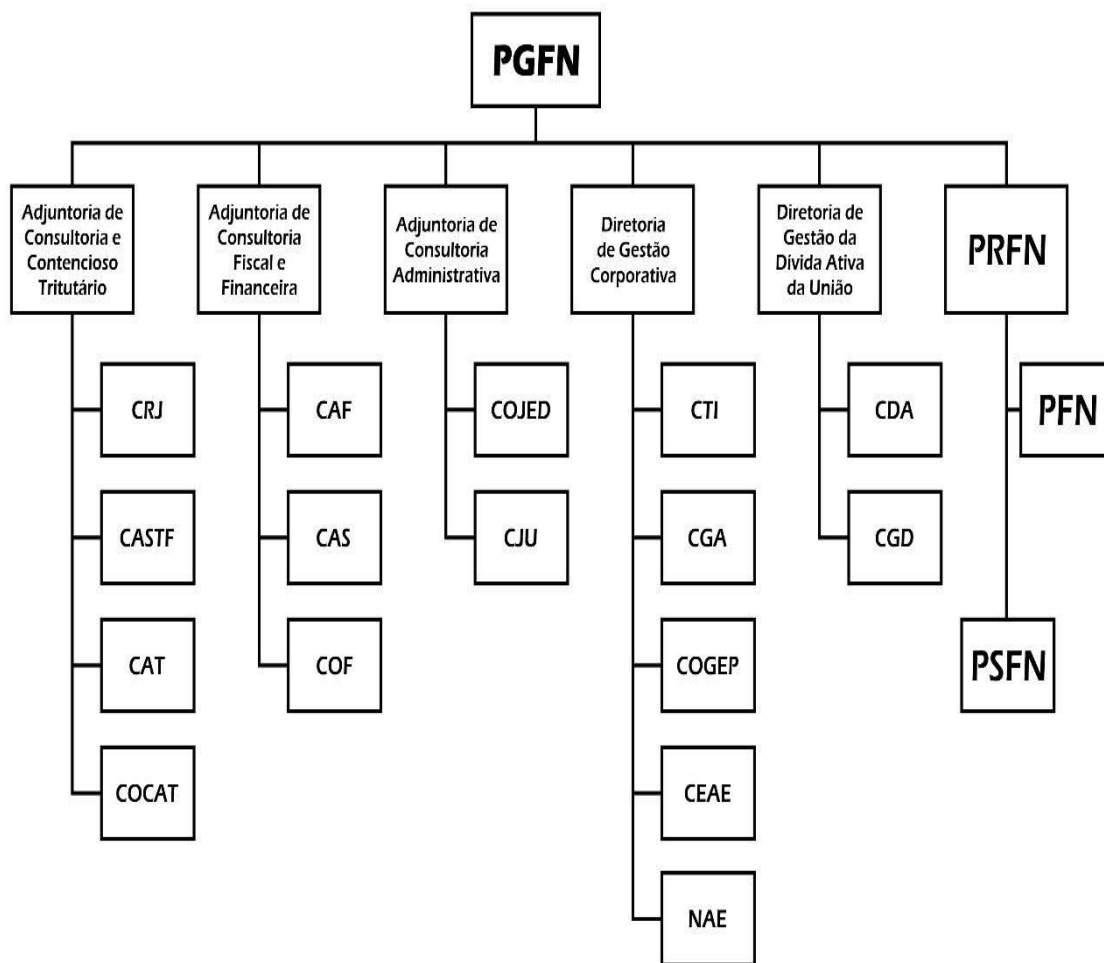 PGFN
Adjuntoria de
Consultoria e
Contencioso
Tritutário
Adjuntoria de
Consultoria
Fiscal e
Financeira
Adjuntoria de
Consultoria
Administrativa
Diretoria
de Gestão
Corporativa
Diretoria de
Gestão da
Dívida Ativa
da União
PRFN
CRJ
CAF
COJED
CTI
CDA
PFN
CASTF
CAS
CJU
CGA
CGD
CAT
COF
COGEP
PSFN
COCAT
CEAE
NAE